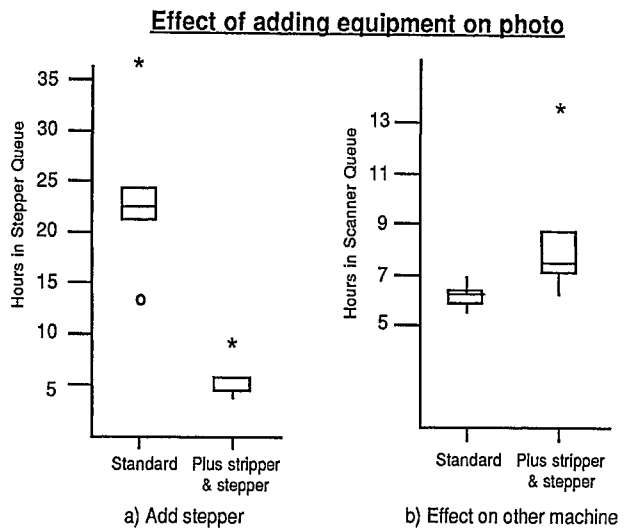 Effect of adding equipment on photo
Hours in Stepper Queue
35
30
25
20
15
10
5
Standard
Plus stripper
& stepper
a) Add stepper
Hours in Scanner Queue
13
11
9
7
5
Standard
Plus stripper
& stepper
b) Effect on other machine